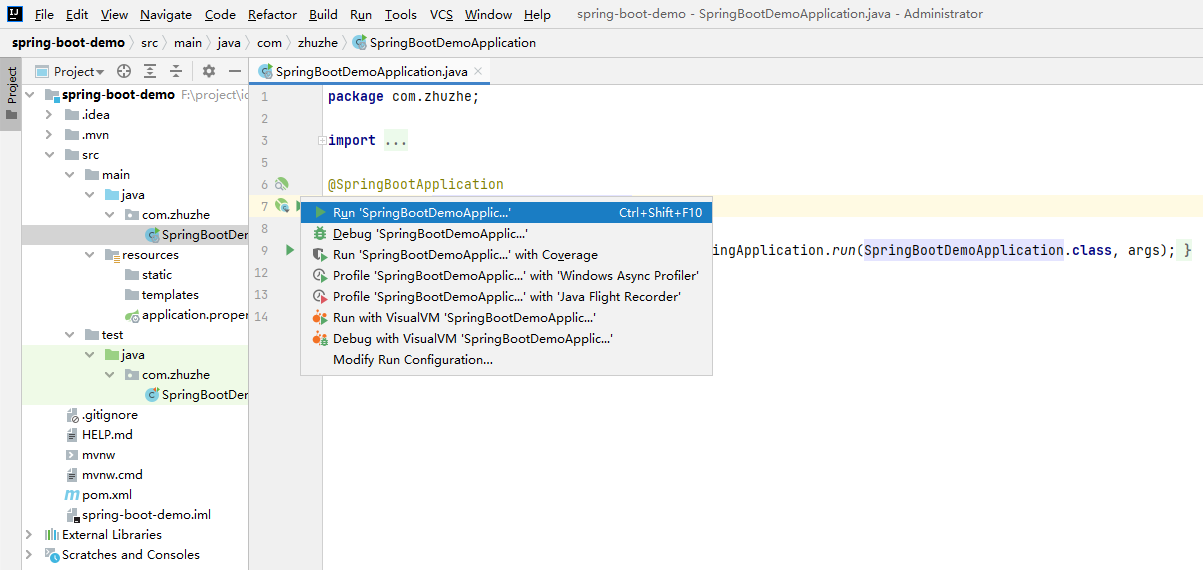 File Edit View Navigate Code Refactor Build Run Tools VCS Window Help spring-boot-demo - SpringBootDemoApplication.java - Administrator
spring-boot-demo src main java com zhuzhe SpringBootDemoApplication
Project
Project
SpringBootDemoApplication.java
spring-boot-demo F:\project\i
.idea
.mvn
src
main
java
com.zhuzhe
SpringBootDer
resources
static
templates
application.proper
test
java
com.zhuzhe
SpringBootDer
.gitignore
HELP.md
mvnw
mvnw.cmd
pom.xml
spring-boot-demo.iml
External Libraries
Scratches and Consoles
1 package com.zhuzhe;
2
3 import ...
5
6 @SpringBootApplication
7
8
9 ingApplication.run(SpringBootDemoApplication.class, args); }
12
13
14
Run 'SpringBootDemoApplic...' Ctrl+Shift+F10
Debug 'SpringBootDemoApplic...'
Run 'SpringBootDemoApplic...' with Coverage
Profile 'SpringBootDemoApplic...' with 'Windows Async Profiler'
Profile 'SpringBootDemoApplic...' with 'Java Flight Recorder'
Run with VisualVM 'SpringBootDemoApplic...'
Debug with VisualVM 'SpringBootDemoApplic...'
Modify Run Configuration...